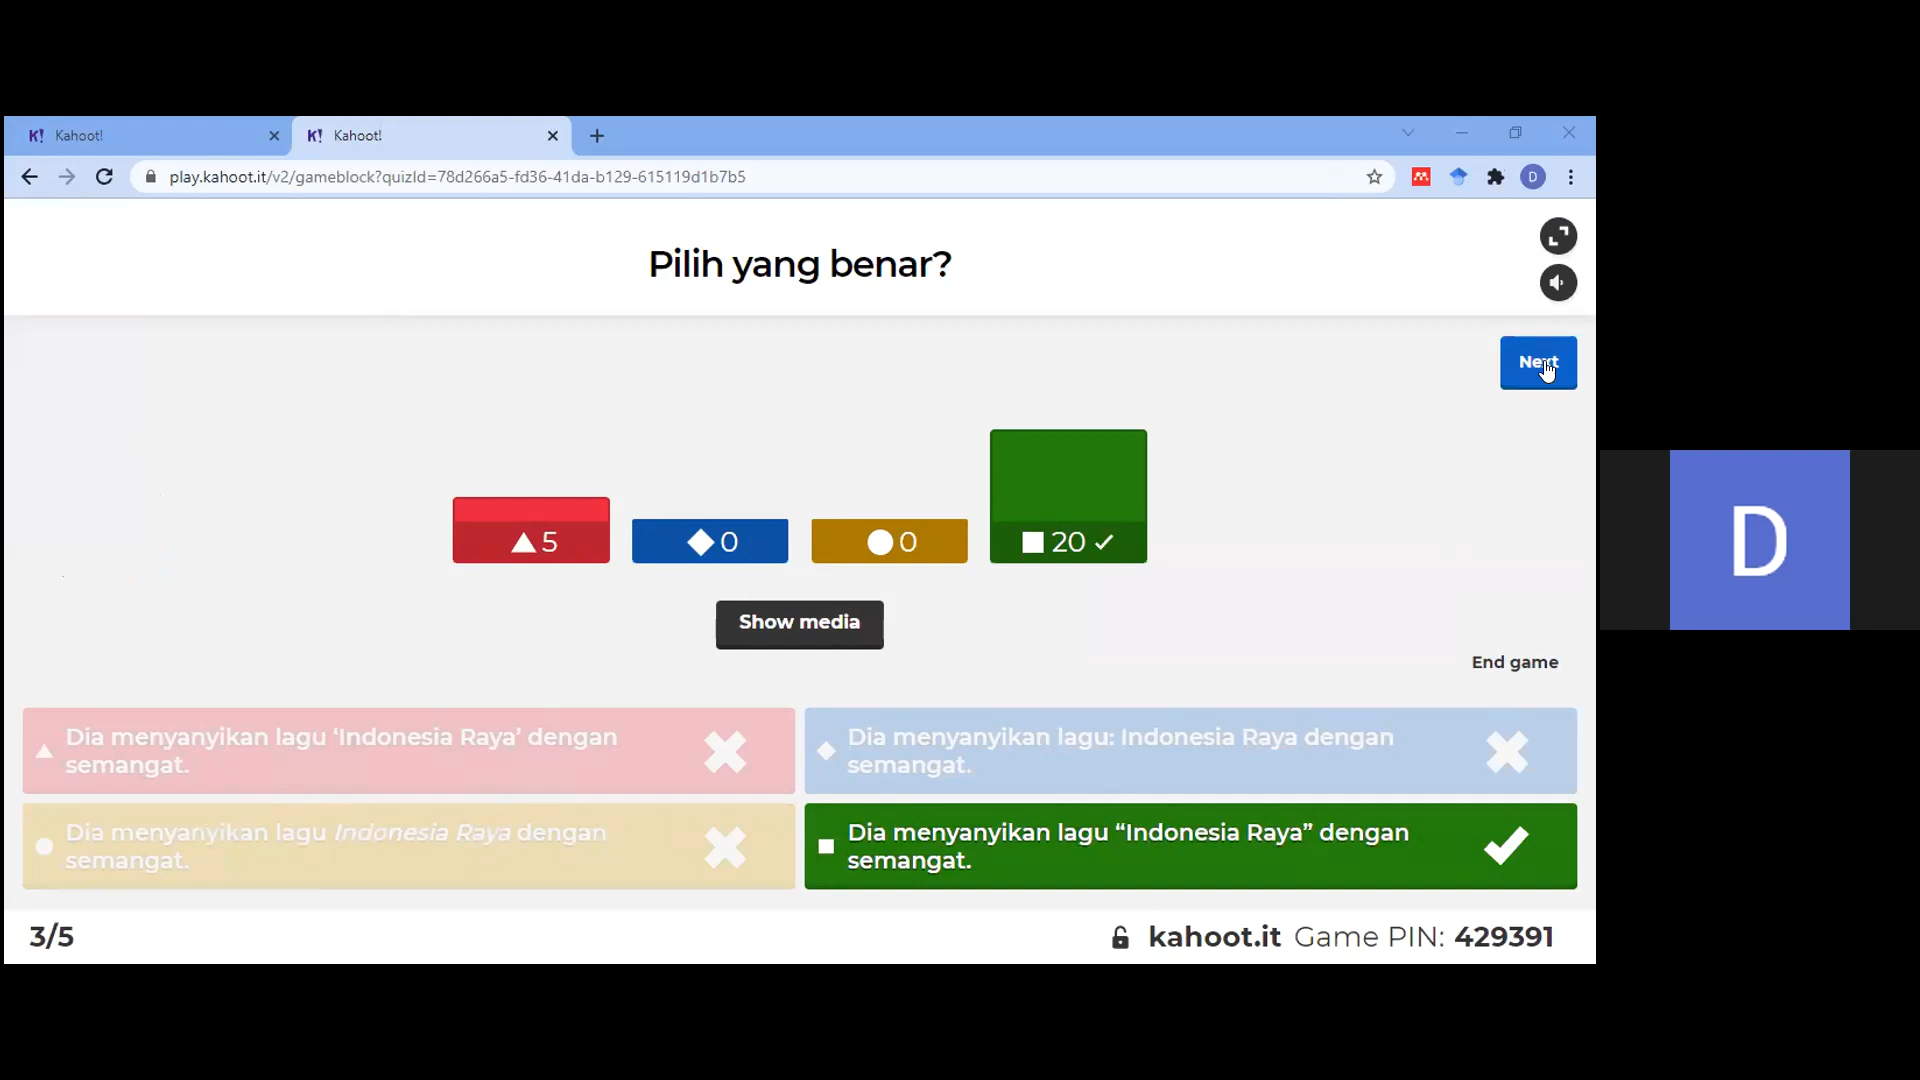 K! Kahoot!
K! Kahoot!
play.kahoot.it/v2/gameblock?quizId=78d266a5-fd36-41da-b129-615119d1b7b5
D
Pilih yang benar?
Next
5
0
0
20
Show media
D
End game
Dia menyanyikan lagu ‘Indonesia Raya’ dengan
semangat.
Dia menyanyikan lagu: Indonesia Raya dengan
semangat.
Dia menyanyikan lagu Indonesia Raya dengan
semangat.
Dia menyanyikan lagu “Indonesia Raya” dengan
semangat.
3/5
kahoot.it Game PIN: 429391